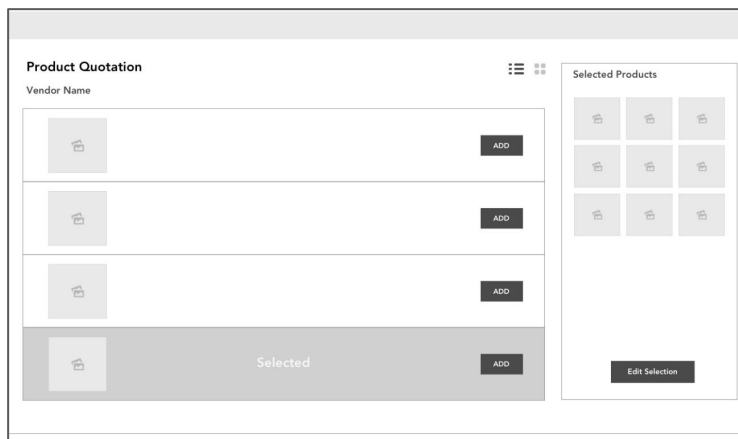 Product Quotation
Vendor Name
ADD
ADD
ADD
Selected
ADD
Selected Products
Edit Selection